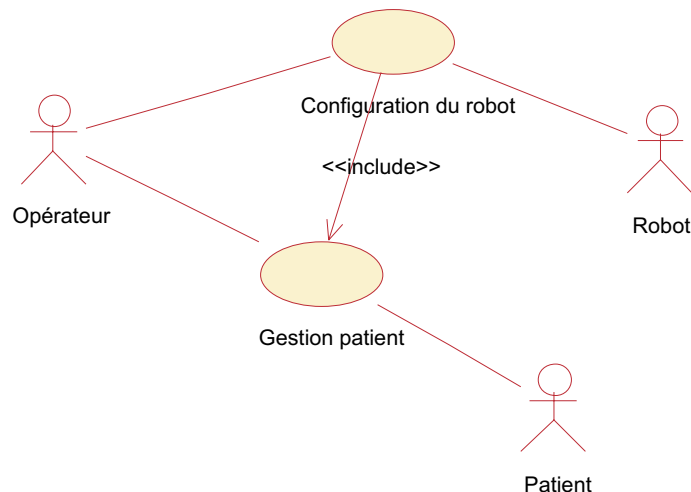 Configuration du robot
<<include>>
Opérateur
Robot
Gestion patient
Patient